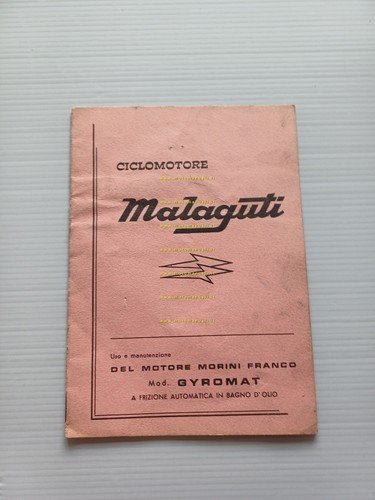 CICLOMOTORE
Malaguti
Uso e manutenzione
DEL MOTORE MORINI FRANCO
Mod. GYROMAT
A FRIZIONE AUTOMATICA IN BAGNO D'OLIO